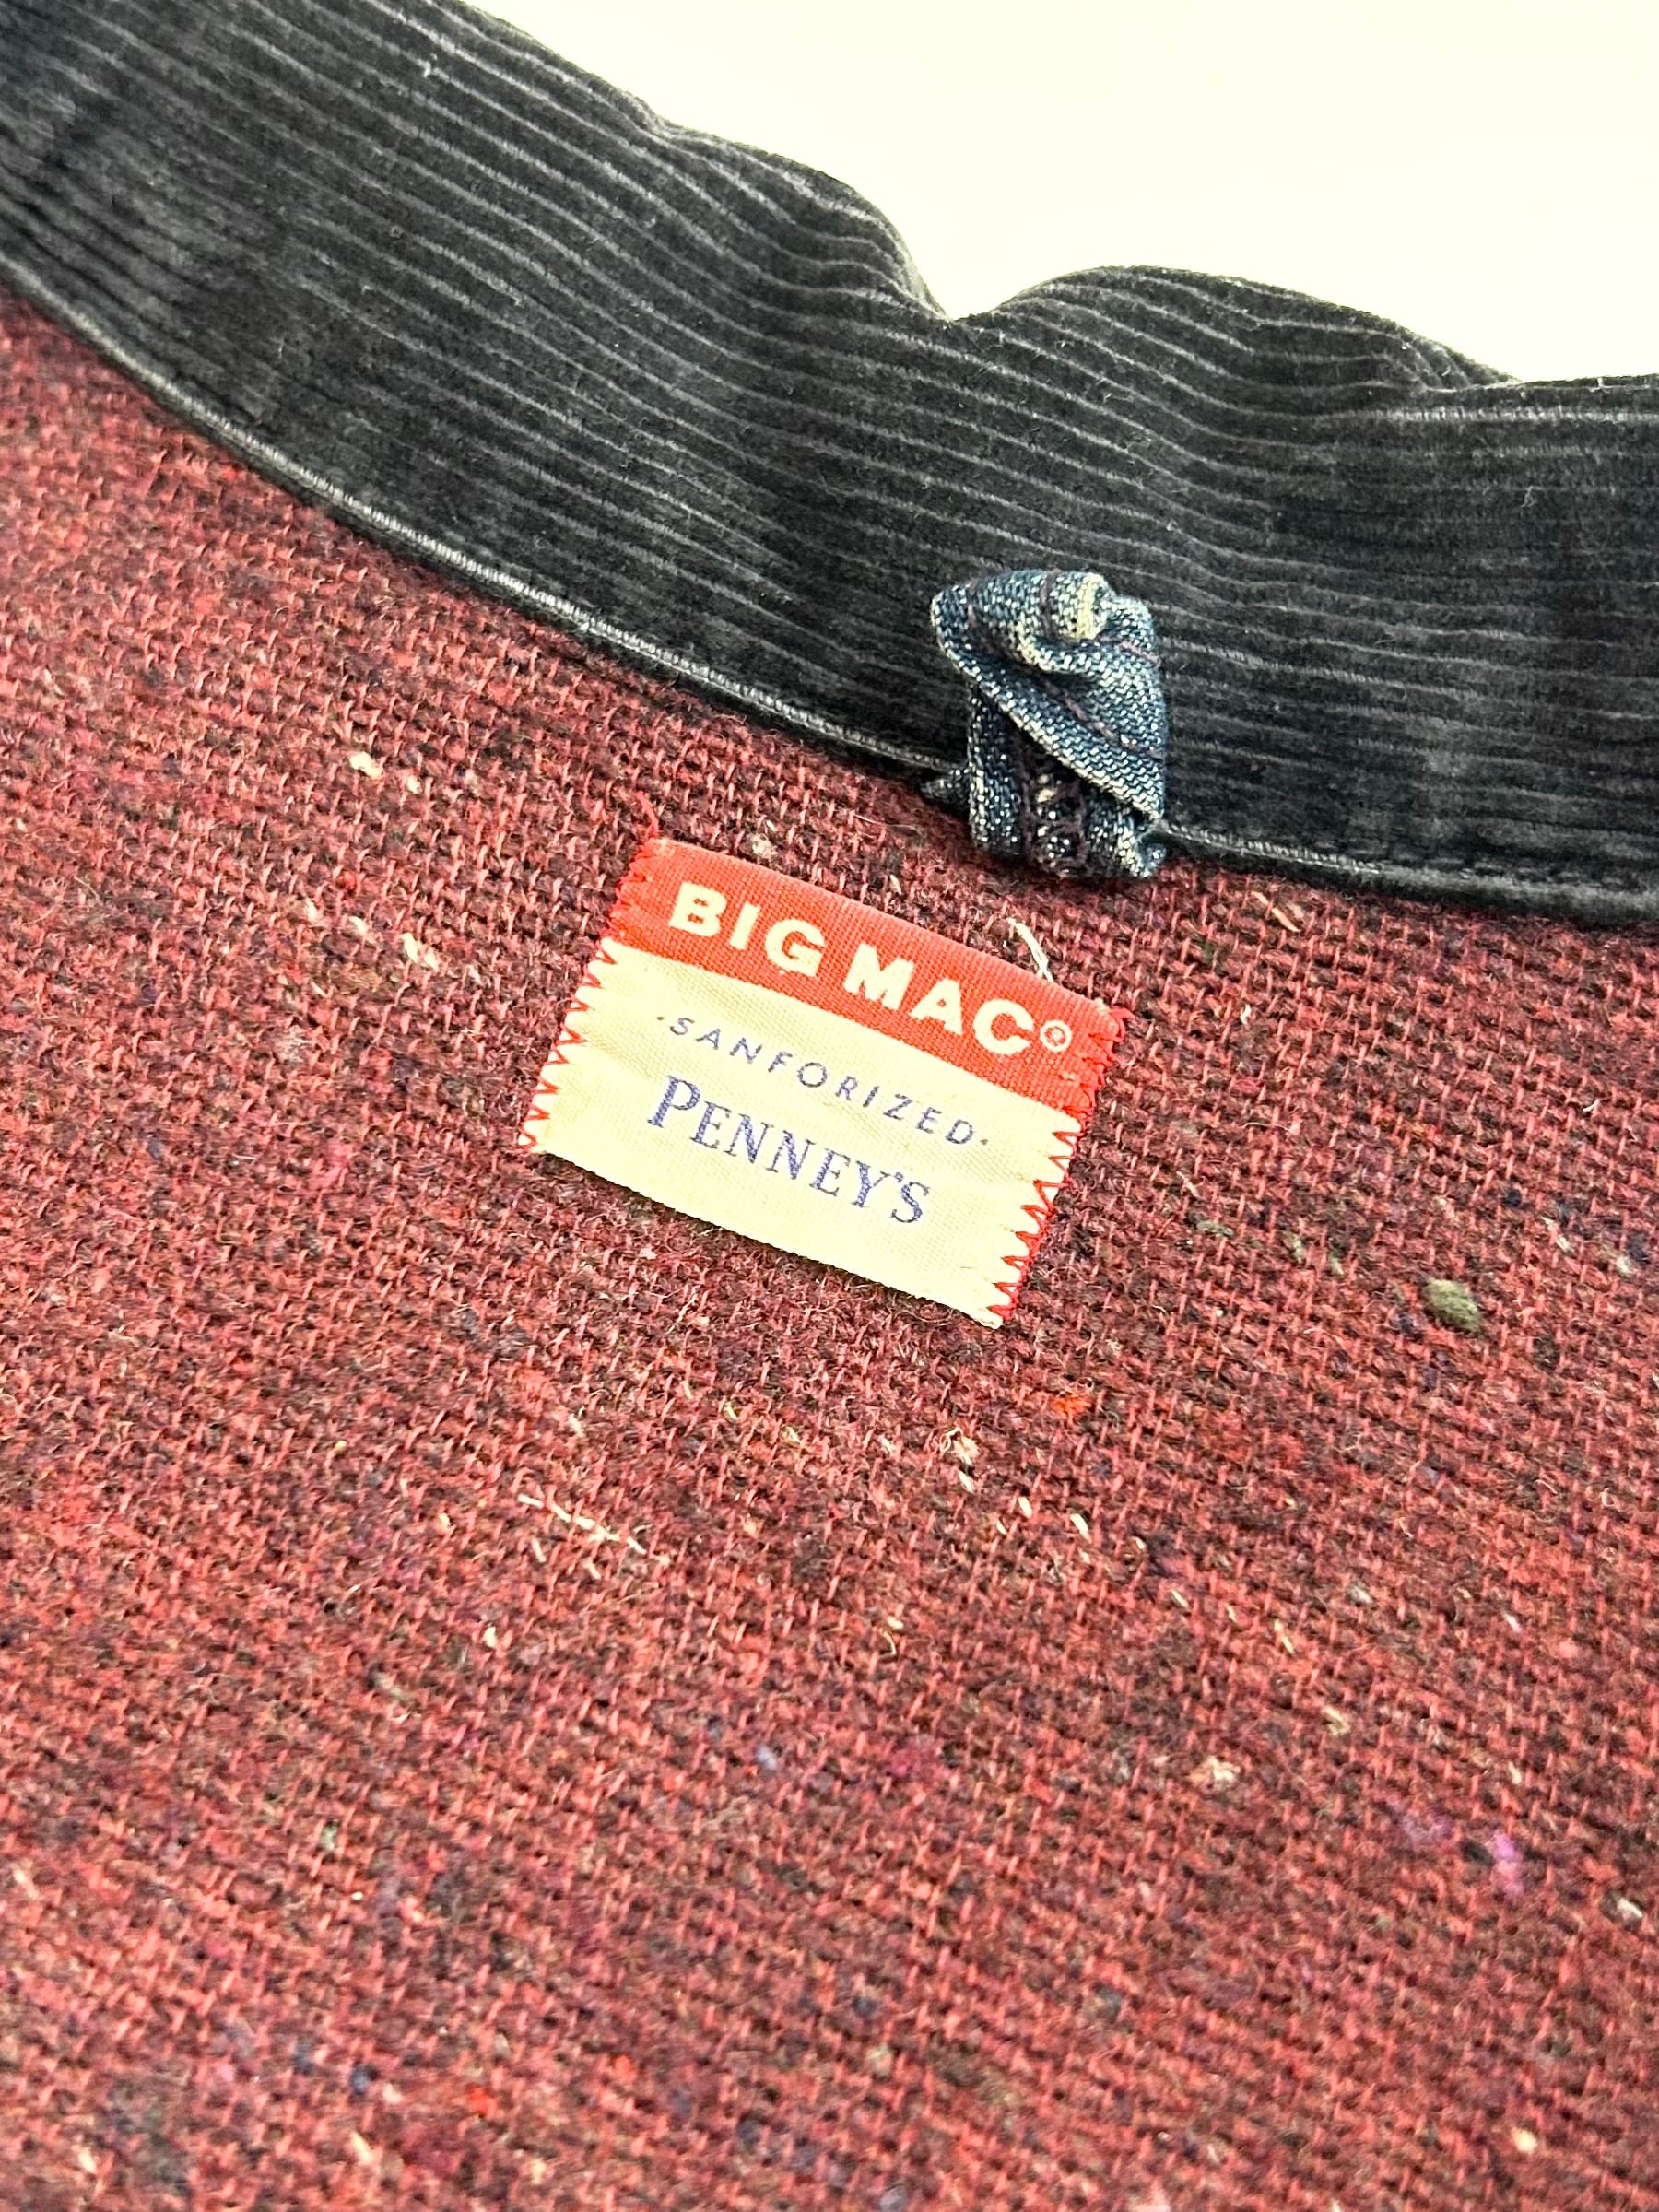 BIG MAC®
·SANFORIZED·
PENNEY'S